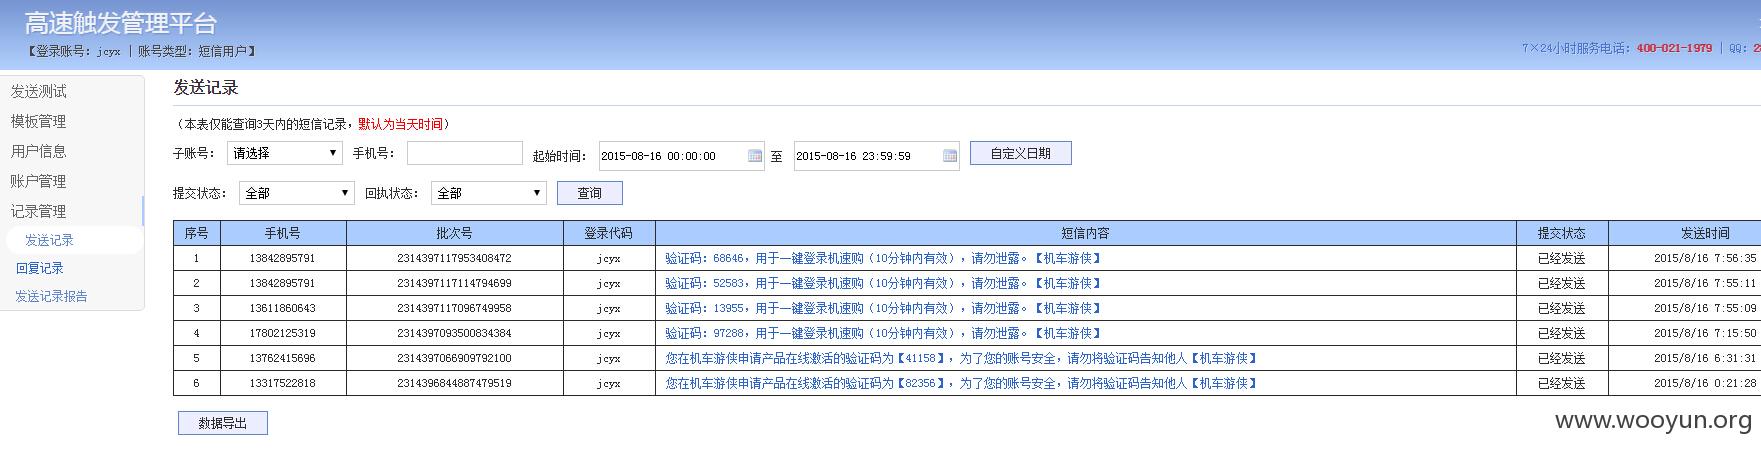 高速触发管理平台
【登录账号：jcyx | 账号类型：短信用户】
7×24小时服务电话：400-021-1979 | QQ：2
发送测试
模板管理
用户信息
账户管理
记录管理
发送记录
回复记录
发送记录报告
发送记录
（本表仅能查询3天内的短信记录，默认为当天时间）
子账号： 请选择 手机号： 起始时间： 2015-08-16 00:00:00 至 2015-08-16 23:59:59 自定义日期
提交状态： 全部 回执状态： 全部 查询
序号 手机号 批次号 登录代码 短信内容 提交状态 发送时间
1 13842895791 2314397117953408472 jcyx 验证码：68646，用于一键登录机速购（10分钟内有效），请勿泄露。【机车游侠】 已经发送 2015/8/16 7:56:35
2 13842895791 2314397117114794699 jcyx 验证码：52583，用于一键登录机速购（10分钟内有效），请勿泄露。【机车游侠】 已经发送 2015/8/16 7:55:11
3 13611860643 2314397117096749958 jcyx 验证码：13955，用于一键登录机速购（10分钟内有效），请勿泄露。【机车游侠】 已经发送 2015/8/16 7:55:09
4 17802125319 2314397093500834384 jcyx 验证码：97288，用于一键登录机速购（10分钟内有效），请勿泄露。【机车游侠】 已经发送 2015/8/16 7:15:50
5 13762415696 2314397066909792100 jcyx 您在机车游侠申请产品在线激活的验证码为【41158】，为了您的账号安全，请勿将验证码告知他人【机车游侠】 已经发送 2015/8/16 6:31:31
6 13317522818 2314396844887479519 jcyx 您在机车游侠申请产品在线激活的验证码为【82356】，为了您的账号安全，请勿将验证码告知他人【机车游侠】 已经发送 2015/8/16 0:21:28
数据导出
www.wooyun.org